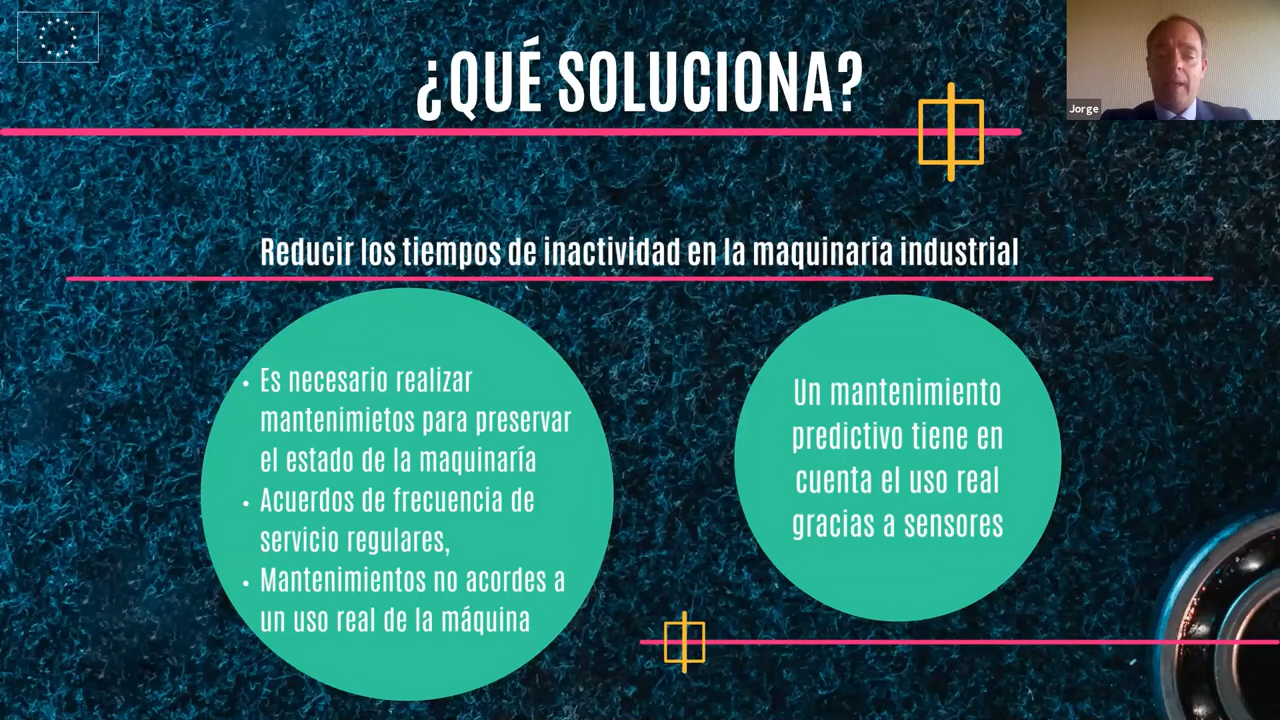 ¿QUÉ SOLUCIONA?
Jorge
Reducir los tiempos de inactividad en la maquinaria industrial
• Es necesario realizar
mantenimietos para preservar
el estado de la maquinaría
• Acuerdos de frecuencia de
servicio regulares,
• Mantenimientos no acordes a
un uso real de la máquina
Un mantenimiento
predictivo tiene en
cuenta el uso real
gracias a sensores